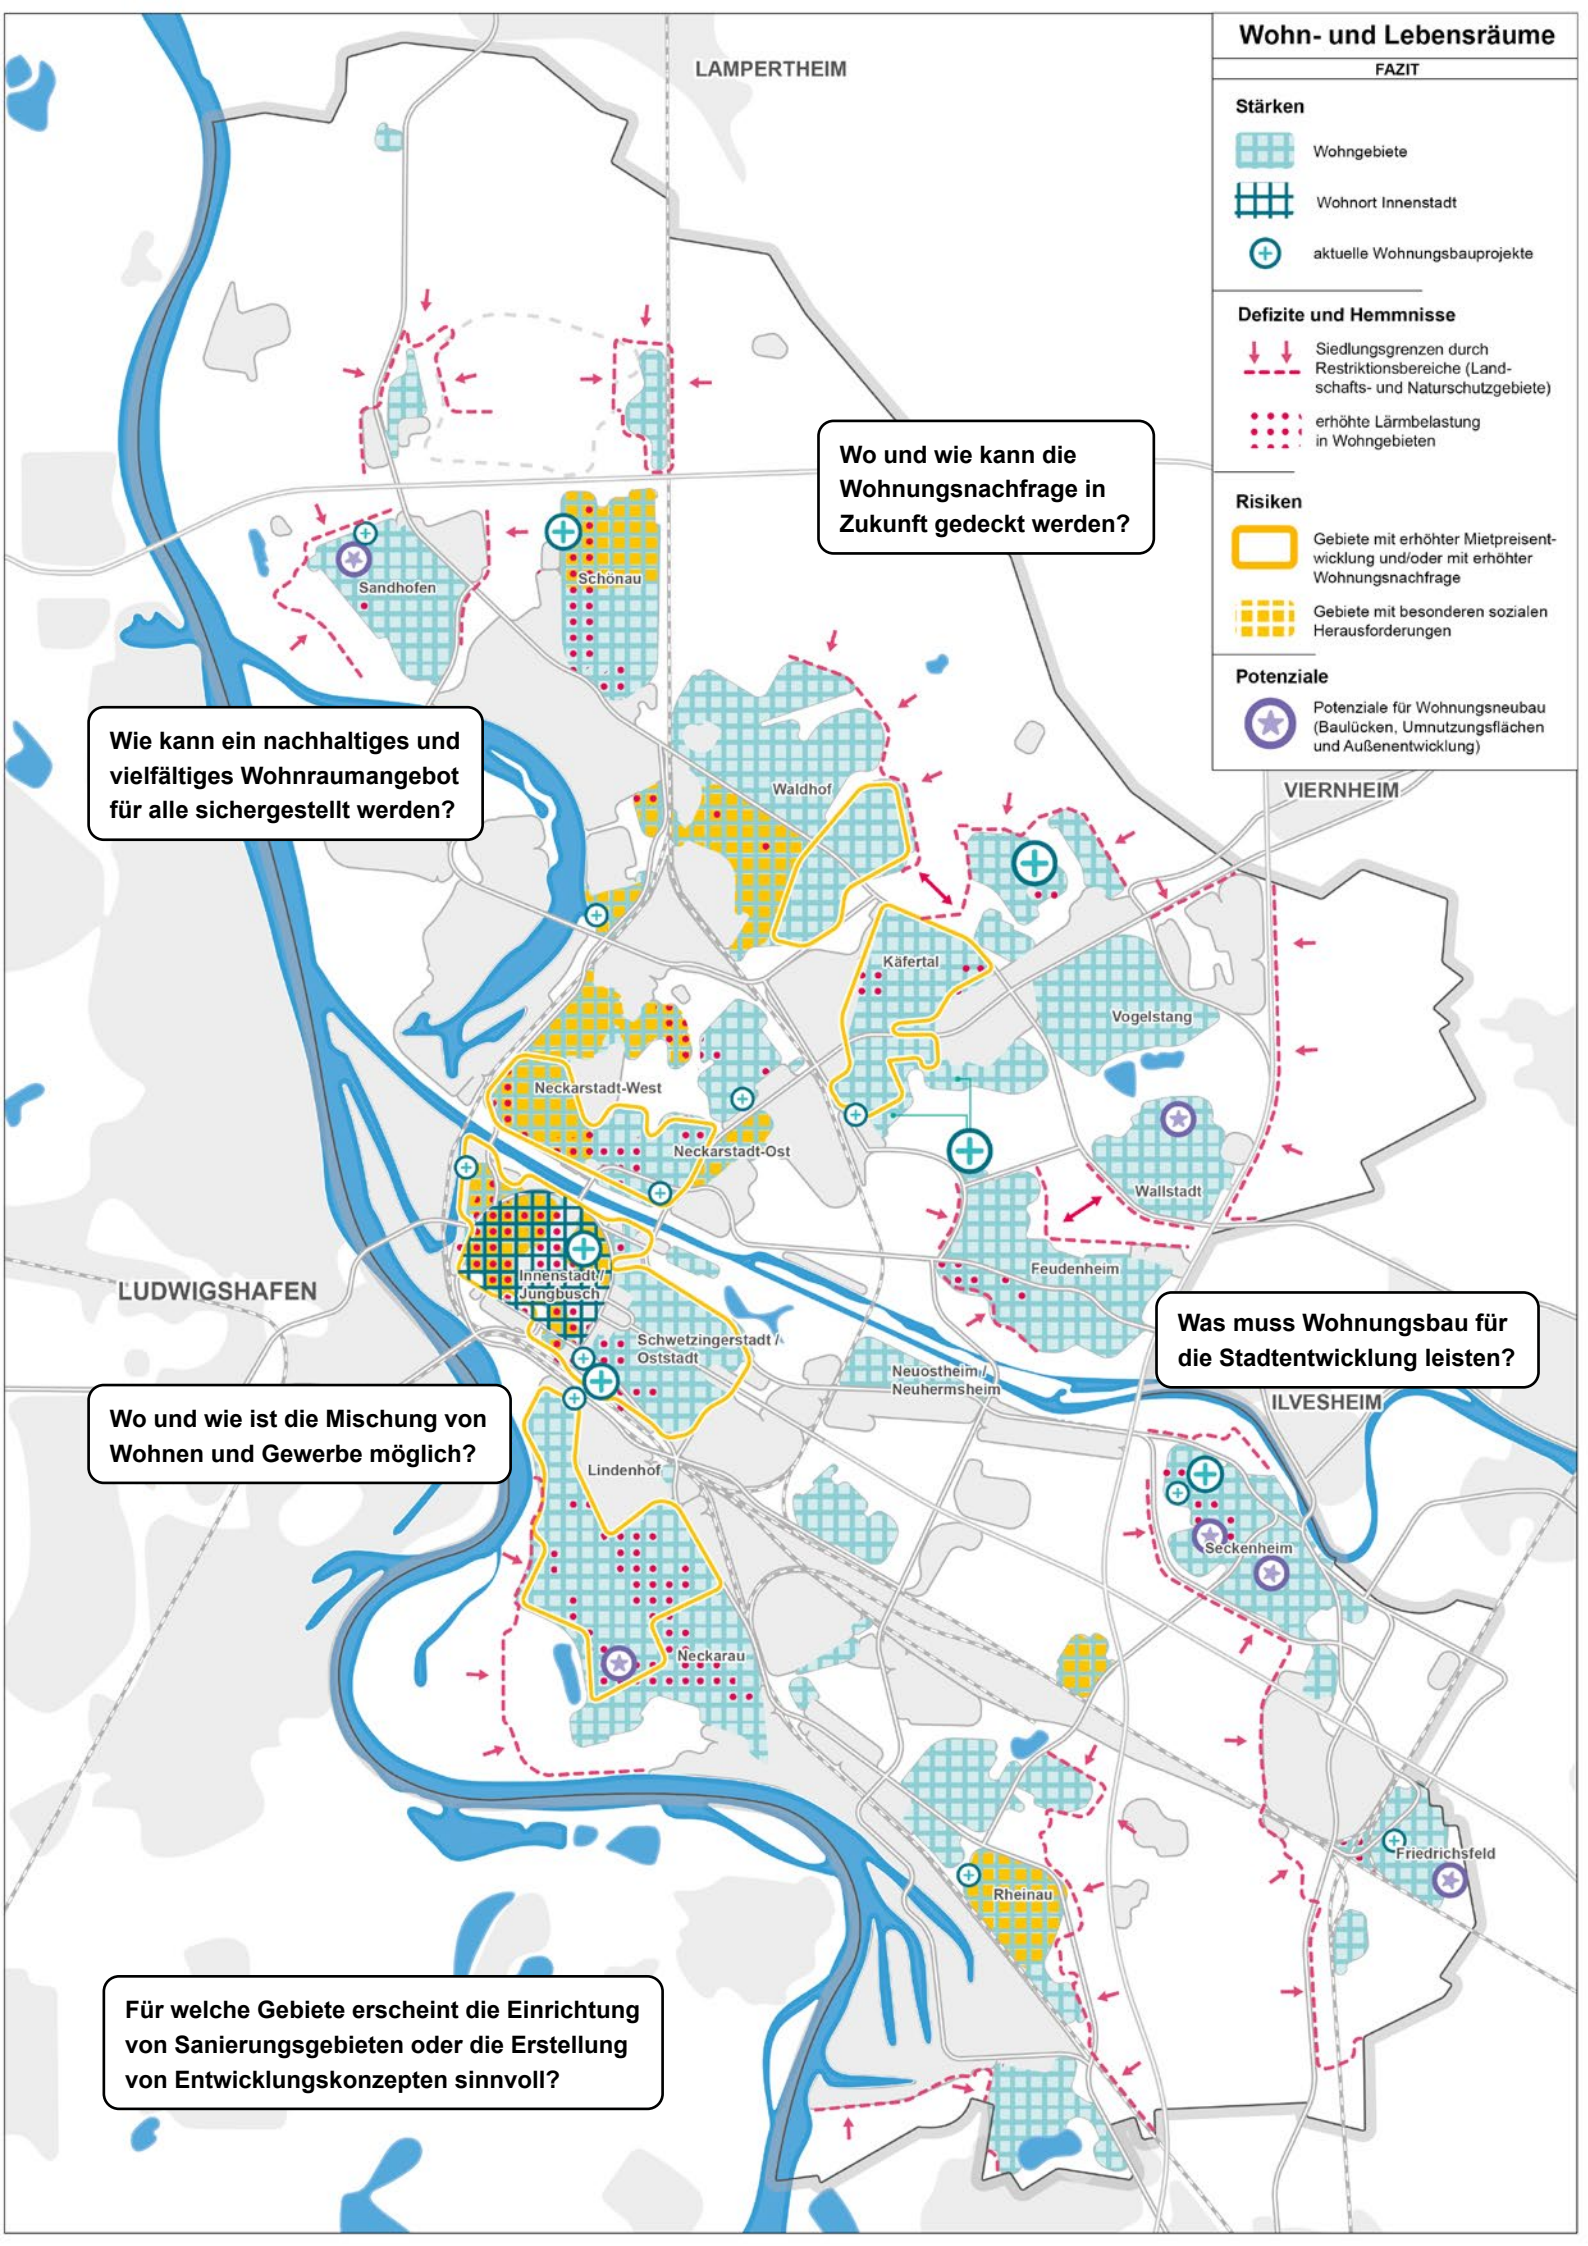 Wohn- und Lebensräume
FAZIT
Stärken
Wohngebiete
Wohnort Innenstadt
aktuelle Wohnungsbauprojekte
Defizite und Hemmnisse
Siedlungsgrenzen durch
Restriktionsbereiche (Land-
schafts- und Naturschutzgebiete)
erhöhte Lärmbelastung
in Wohngebieten
Risiken
Gebiete mit erhöhter Mietpreisent-
wicklung und/oder mit erhöhter
Wohnungsnachfrage
Gebiete mit besonderen sozialen
Herausforderungen
Potenziale
Potenziale für Wohnungsneubau
(Baulücken, Umnutzungsflächen
und Außenentwicklung)
LAMPERTHEIM
Wo und wie kann die
Wohnungsnachfrage in
Zukunft gedeckt werden?
Schönau
Sandhofen
Wie kann ein nachhaltiges und
vielfältiges Wohnraumangebot
für alle sichergestellt werden?
Waldhof
VIERNHEIM
Käfertal
Vogelstang
Neckarstadt-West
Neckarstadt-Ost
Wallstadt
Feudenheim
LUDWIGSHAFEN
Innenstadt /
Jungbusch
Schwetzingerstadt /
Oststadt
Neuostheim /
Neuhermsheim
Was muss Wohnungsbau für
die Stadtentwicklung leisten?
ILVESHEIM
Wo und wie ist die Mischung von
Wohnen und Gewerbe möglich?
Lindenhof
Seckenheim
Neckarau
Friedrichsfeld
Rheinau
Für welche Gebiete erscheint die Einrichtung
von Sanierungsgebieten oder die Erstellung
von Entwicklungskonzepten sinnvoll?